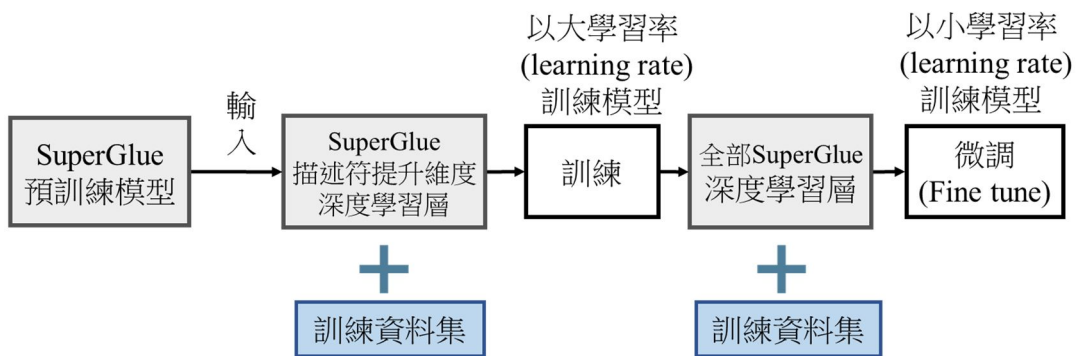 SuperGlue
預訓練模型
輸
入
SuperGlue
描述符提升維度
深度學習層
訓練資料集
以大學習率
(learning rate)
訓練模型
訓練
全部SuperGlue
深度學習層
訓練資料集
以小學習率
(learning rate)
訓練模型
微調
(Fine tune)